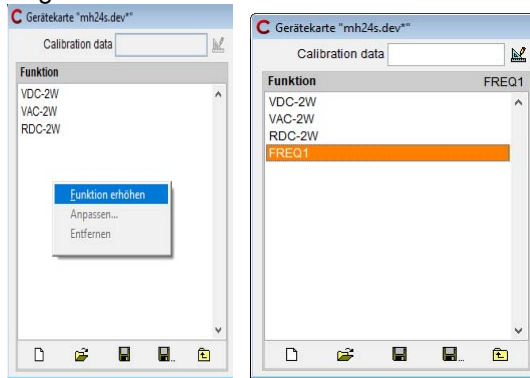 Gerätekarte "mh24s.dev*"
Calibration data
Funktion
VDC-2W
VAC-2W
RDC-2W
Funktion erhöhen
Anpassen...
Entfernen
Gerätekarte "mh24s.dev*"
Calibration data
Funktion FREQ1
VDC-2W
VAC-2W
RDC-2W
FREQ1